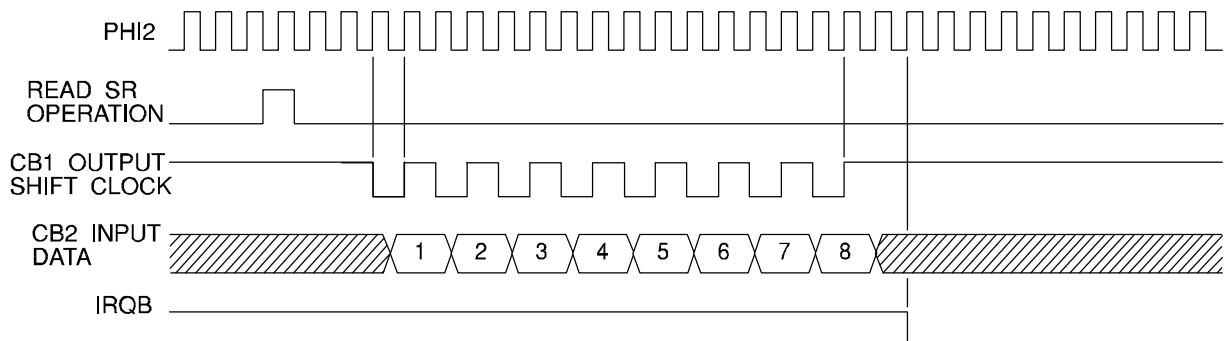 PHI2
READ SR
OPERATION
CB1 OUTPUT
SHIFT CLOCK
CB2 INPUT
DATA
1 2 3 4 5 6 7 8
IRQB